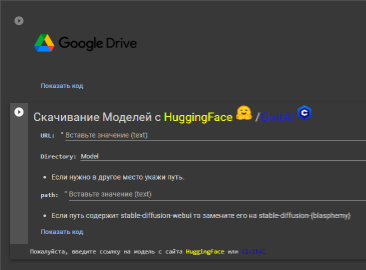 Google Drive
Показать код
Скачивание Моделей с HuggingFace /CivitAI
URL: " Вставьте значение (text)
Directory: Model
• Если нужно в другое место укажи путь.
path: " Вставьте значение (text)
• Если путь содержит stable-diffusion-webui то замените его на stable-diffusion-{blasphemy}
Показать код
Пожалуйста, введите ссылку на модель с сайта HuggingFace или